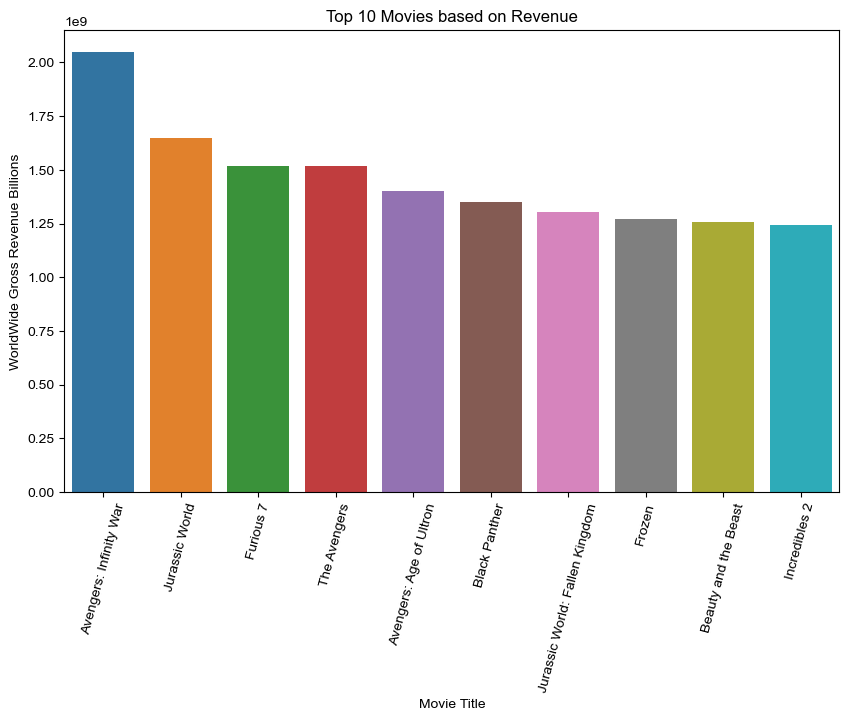 Top 10 Movies based on Revenue
1e9
WorldWide Gross Revenue Billions
2.00
1.75
1.50
1.25
1.00
0.75
0.50
0.25
0.00
Avengers: Infinity War
Jurassic World
Furious 7
The Avengers
Avengers: Age of Ultron
Black Panther
Jurassic World: Fallen Kingdom
Frozen
Beauty and the Beast
Incredibles 2
Movie Title